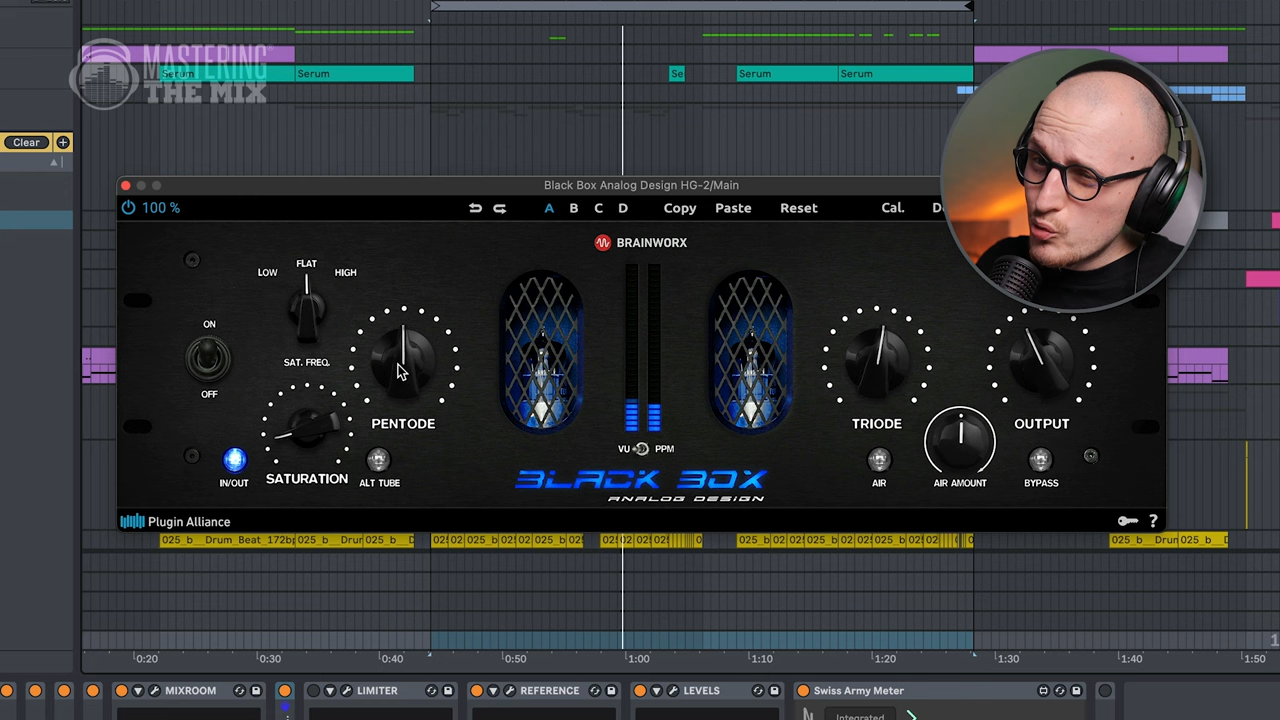 MASTERING
THE MIX
Serum
Serum
Se
Serum
Serum
Clear
Black Box Analog Design HG-2/Main
100 %
A B C D Copy Paste Reset Cal.
BRAINWORX
LOW FLAT HIGH
ON
SAT. FREQ.
OFF
PENTODE
TRIODE
OUTPUT
VU PPM
IN/OUT
SATURATION
ALT TUBE
BLACK BOX
ANALOG DESIGN
AIR
AIR AMOUNT
BYPASS
Plugin Alliance
?
025_b__Drum_Beat_172bp 025_b__Drur 025_b__D
0:20 0:30 0:40 0:50 1:00 1:10 1:20 1:30 1:40 1:50
MIXROOM LIMITER REFERENCE LEVELS Swiss Army Meter
Integrated